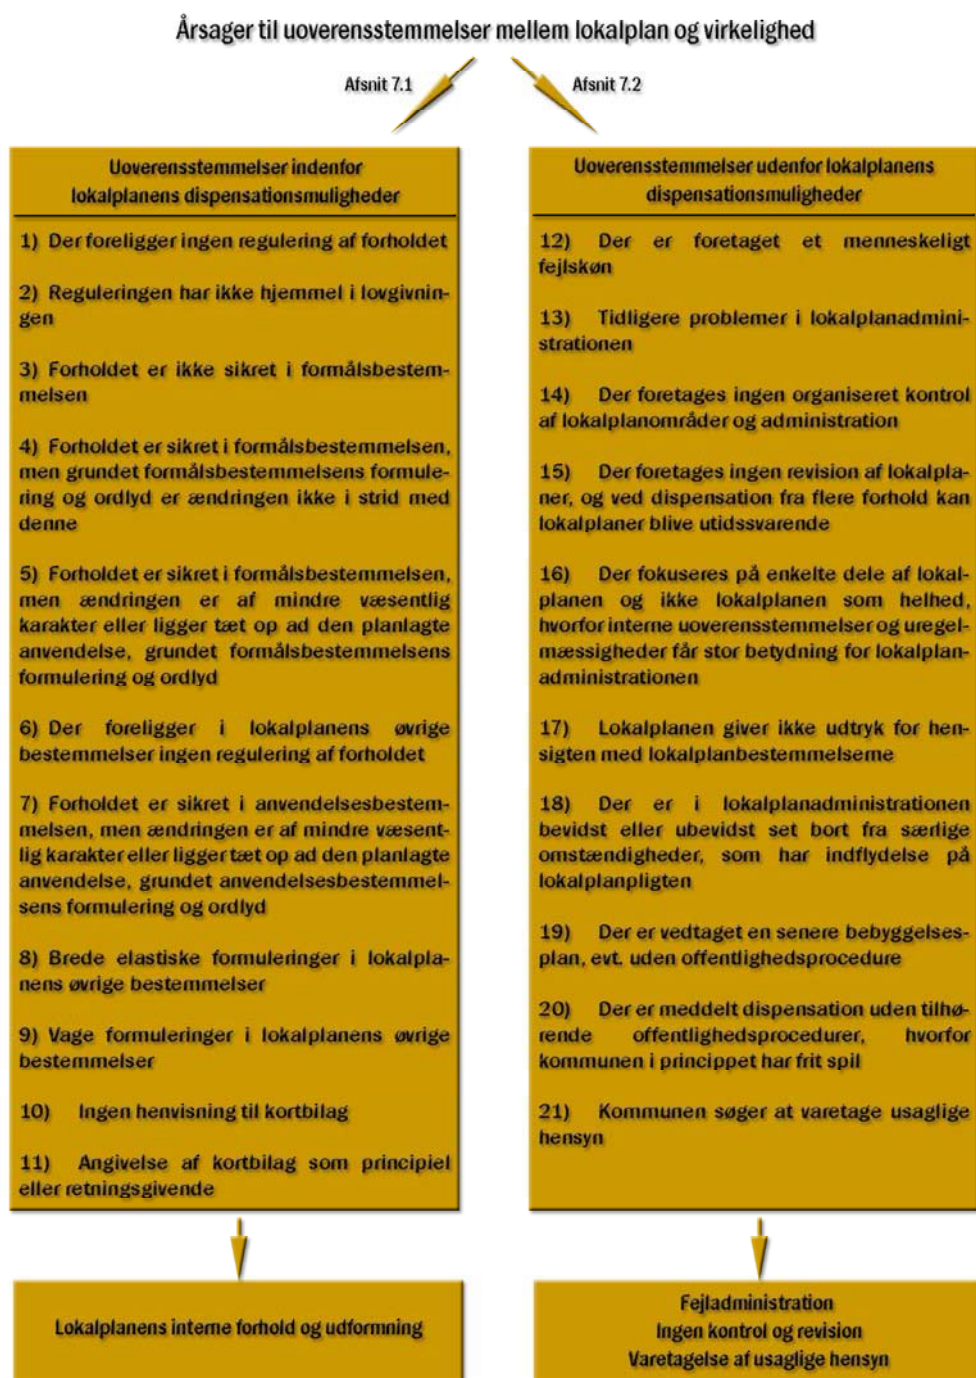 Årsager til uoverensstemmelser mellem lokalplan og virkelighed
Afsnit 7.1
Afsnit 7.2
Uoverensstemmelser indenfor
lokalplanens dispensationsmuligheder
1) Der foreligger ingen regulering af forholdet
2) Reguleringen har ikke hjemmel i lovgivnin-
gen
3) Forholdet er ikke sikret i formålsbestem-
melsen
4) Forholdet er sikret i formålsbestemmelsen,
men grundet formålsbestemmelsens formule-
ring og ordlyd er ændringen ikke i strid med
denne
5) Forholdet er sikret i formålsbestemmelsen,
men ændringen er af mindre væsentlig
karakter eller ligger tæt op ad den planlagte
anvendelse, grundet formålsbestemmelsens
formulering og ordlyd
6) Der foreligger i lokalplanens øvrige
bestemmelser ingen regulering af forholdet
7) Forholdet er sikret i anvendelsesbestem-
melsen, men ændringen er af mindre væsent-
lig karakter eller ligger tæt op ad den planlagte
anvendelse, grundet anvendelsesbestemmel-
sens formulering og ordlyd
8) Brede elastiske formuleringer i lokalpla-
nens øvrige bestemmelser
9) Vage formuleringer i lokalplanens øvrige
bestemmelser
10) Ingen henvisning til kortbilag
11) Angivelse af kortbilag som principiel
eller retningsgivende
Lokalplanens interne forhold og udformning
Uoverensstemmelser udenfor lokalplanens
dispensationsmuligheder
12) Der er foretaget et menneskeligt
fejlskøn
13) Tidligere problemer i lokalplanadmini-
strationen
14) Der foretages ingen organiseret kontrol
af lokalplanområder og administration
15) Der foretages ingen revision af lokalpla-
ner, og ved dispensation fra flere forhold kan
lokalplaner blive utidssvarende
16) Der fokuseres på enkelte dele af lokal-
planen og ikke lokalplanen som helhed,
hvorfor interne uoverensstemmelser og uregel-
mæssigheder får stor betydning for lokalplan-
administrationen
17) Lokalplanen giver ikke udtryk for hen-
sigten med lokalplanbestemmelserne
18) Der er i lokalplanadministrationen
bevidst eller ubevidst set bort fra særlige
omstændigheder, som har indflydelse på
lokalplanpligten
19) Der er vedtaget en senere bebyggelses-
plan, evt. uden offentlighedsprocedure
20) Der er meddelt dispensation uden tilhø-
rende offentlighedsprocedurer, hvorfor
kommunen i princippet har frit spil
21) Kommunen søger at varetage usaglige
hensyn
Fejladministration
Ingen kontrol og revision
Varetagelse af usaglige hensyn